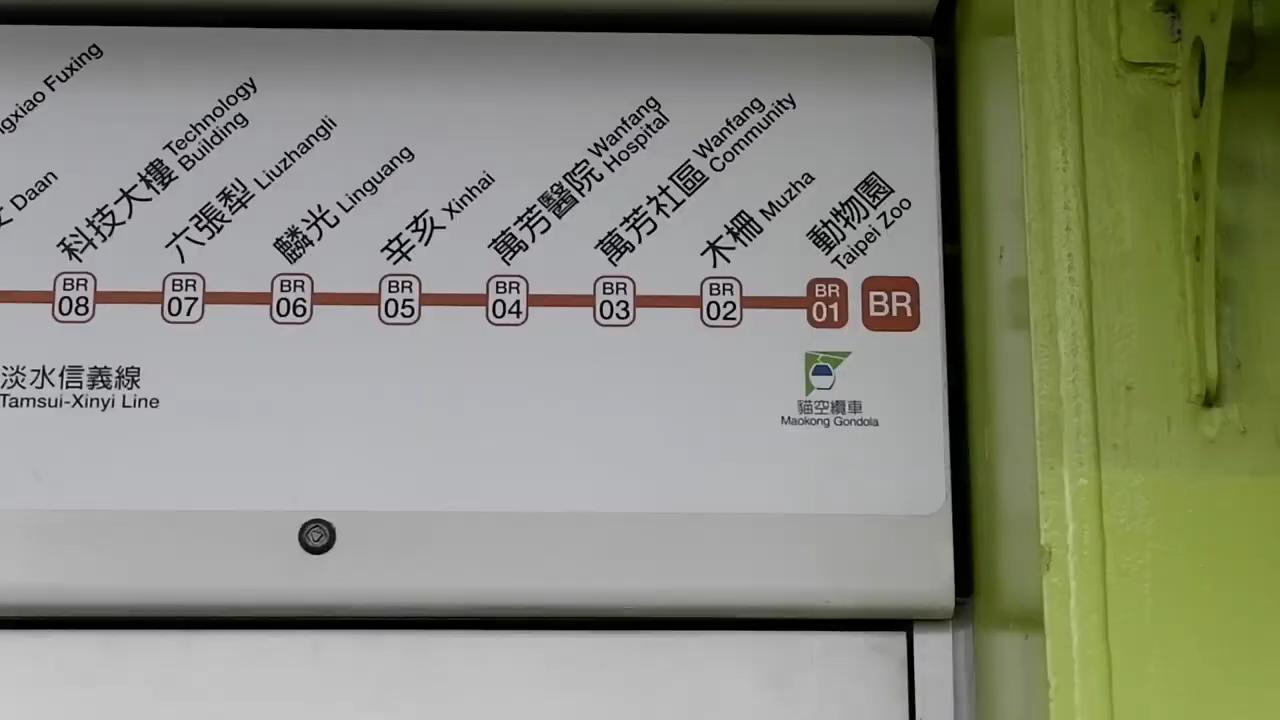 Fuxing
Daan
科技大樓 Technology
Building
六張犁 Liuzhangli
麟光 Linguang
辛亥 Xinhai
萬芳醫院 Wanfang
Hospital
萬芳社區 Wanfang
Community
木柵 Muzha
動物園
Taipei Zoo
BR
08
BR
07
BR
06
BR
05
BR
04
BR
03
BR
02
BR
01
BR
淡水信義線
Tamsui-Xinyi Line
貓空纜車
Maokong Gondola